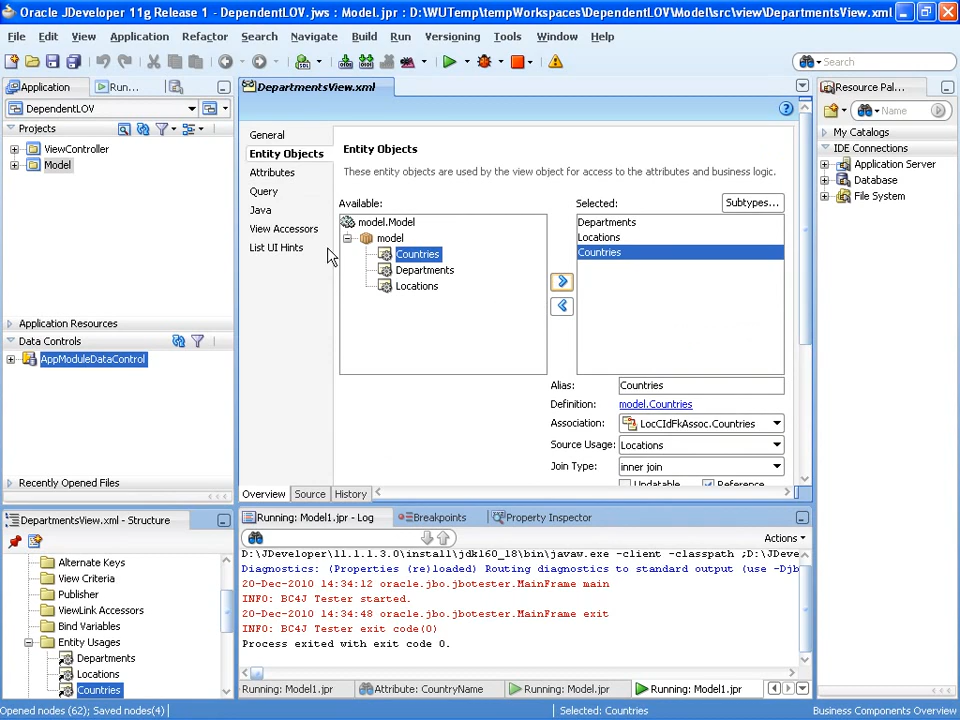 Oracle JDeveloper 11g Release 1 - DependentLOV.jws : Model.jpr : D:\WUTemp\tempWorkspaces\DependentLOV\Model\src\view\DepartmentsView.xml
File Edit View Application Refactor Search Navigate Build Run Versioning Tools Window Help
Search
Application
Run...
DependentLOV
Projects
ViewController
Model
Application Resources
Data Controls
AppModuleDataControl
Recently Opened Files
DepartmentsView.xml - Structure
Alternate Keys
View Criteria
Publisher
ViewLink Accessors
Bind Variables
Entity Usages
Departments
Locations
Countries
DepartmentsView.xml
General
Entity Objects
Attributes
Query
Java
View Accessors
List UI Hints
Entity Objects
These entity objects are used by the view object for access to the attributes and business logic.
Available:
model.Model
model
Countries
Departments
Locations
Selected:
Subtypes...
Departments
Locations
Countries
Alias: Countries
Definition: model.Countries
Association: LocCIdFkAssoc.Countries
Source Usage: Locations
Join Type: inner join
Updatable Reference
Overview Source History
Running: Model1.jpr - Log
Breakpoints
Property Inspector
Actions
D:\JDeveloper\11.1.1.3.0\install\jdk160_18\bin\javaw.exe -client -classpath ;D:\JDeve
Diagnostics: (Properties (re)loaded) Routing diagnostics to standard output (use -Djb
20-Dec-2010 14:34:12 oracle.jbo.jbotester.MainFrame main
INFO: BC4J Tester started.
20-Dec-2010 14:34:48 oracle.jbo.jbotester.MainFrame exit
INFO: BC4J Tester exit code(0)
Process exited with exit code 0.
Running: Model1.jpr
Attribute: CountryName
Running: Model.jpr
Running: Model1.jpr
Resource Pal...
Name
My Catalogs
IDE Connections
Application Server
Database
File System
Opened nodes (62); Saved nodes(4)
Selected: Countries
Business Components Overview